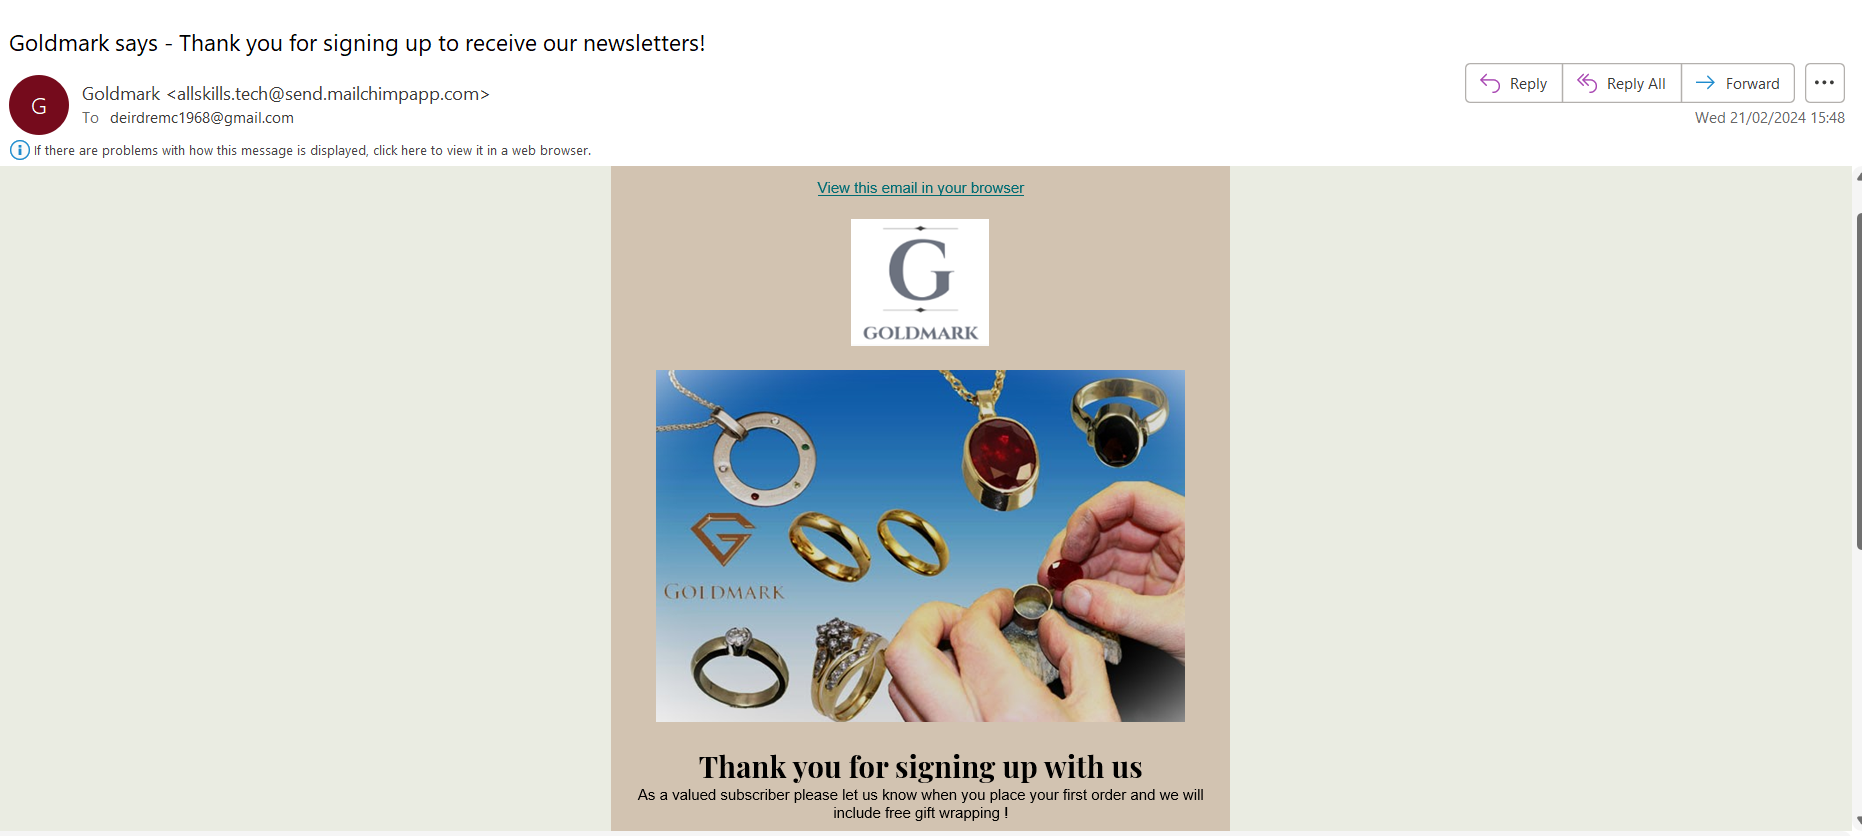 Goldmark says - Thank you for signing up to receive our newsletters!
G
Goldmark <allskills.tech@send.mailchimpapp.com>
To deirdremc1968@gmail.com
Reply
Reply All
Forward
Wed 21/02/2024 15:48
If there are problems with how this message is displayed, click here to view it in a web browser.
View this email in your browser
G
GOLDMARK
G
GOLDMARK
Thank you for signing up with us
As a valued subscriber please let us know when you place your first order and we will
include free gift wrapping !